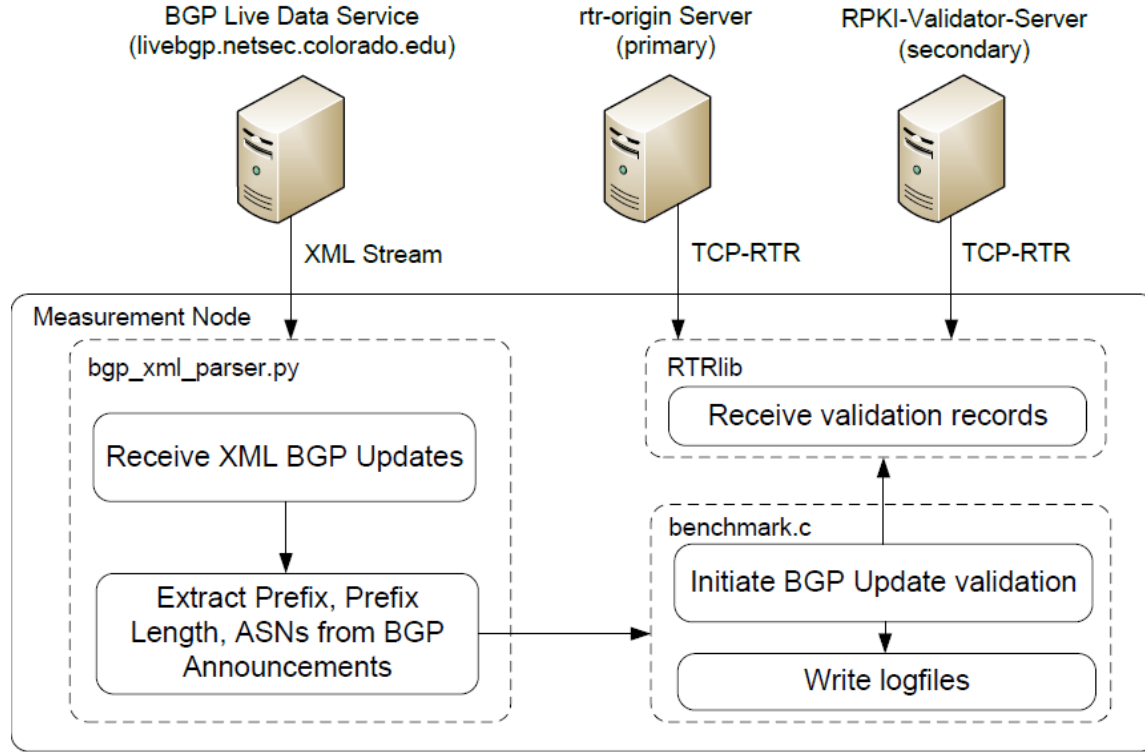 BGP Live Data Service
(livebgp.netsec.colorado.edu)
rtr-origin Server
(primary)
RPKI-Validator-Server
(secondary)
XML Stream
TCP-RTR
TCP-RTR
Measurement Node
bgp_xml_parser.py
Receive XML BGP Updates
Extract Prefix, Prefix
Length, ASNs from BGP
Announcements
RTRlib
Receive validation records
benchmark.c
Initiate BGP Update validation
Write logfiles